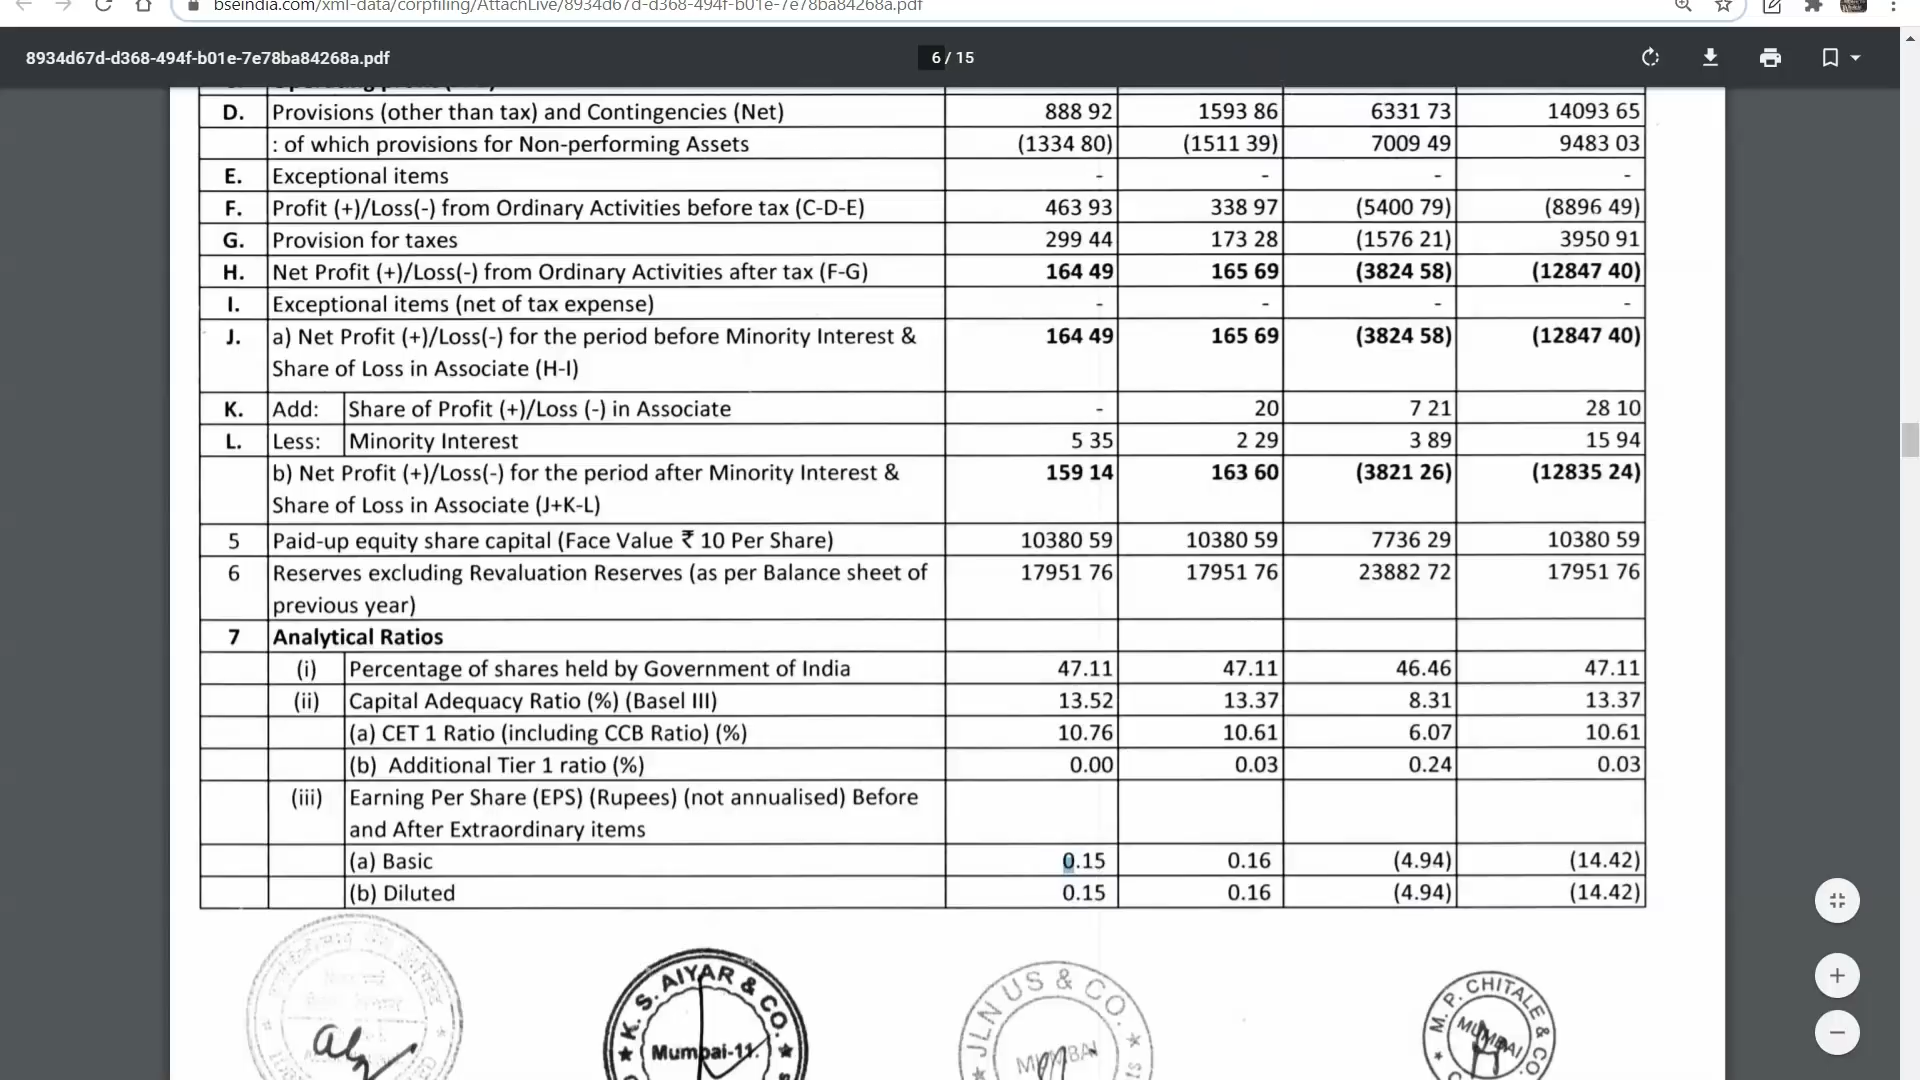 bseindia.com/xml-data/corpfiling/AttachLive/8934d67d-d368-494f-b01e-7e78ba84268a.pdf
8934d67d-d368-494f-b01e-7e78ba84268a.pdf 6 / 15
D. Provisions (other than tax) and Contingencies (Net) 888 92 1593 86 6331 73 14093 65
: of which provisions for Non-performing Assets (1334 80) (1511 39) 7009 49 9483 03
E. Exceptional items - - - -
F. Profit (+)/Loss(-) from Ordinary Activities before tax (C-D-E) 463 93 338 97 (5400 79) (8896 49)
G. Provision for taxes 299 44 173 28 (1576 21) 3950 91
H. Net Profit (+)/Loss(-) from Ordinary Activities after tax (F-G) 164 49 165 69 (3824 58) (12847 40)
I. Exceptional items (net of tax expense) - - - -
J. a) Net Profit (+)/Loss(-) for the period before Minority Interest & 164 49 165 69 (3824 58) (12847 40)
Share of Loss in Associate (H-I)
K. Add: Share of Profit (+)/Loss (-) in Associate - 20 7 21 28 10
L. Less: Minority Interest 5 35 2 29 3 89 15 94
b) Net Profit (+)/Loss(-) for the period after Minority Interest & 159 14 163 60 (3821 26) (12835 24)
Share of Loss in Associate (J+K-L)
5 Paid-up equity share capital (Face Value ₹ 10 Per Share) 10380 59 10380 59 7736 29 10380 59
6 Reserves excluding Revaluation Reserves (as per Balance sheet of 17951 76 17951 76 23882 72 17951 76
previous year)
7 Analytical Ratios
(i) Percentage of shares held by Government of India 47.11 47.11 46.46 47.11
(ii) Capital Adequacy Ratio (%) (Basel III) 13.52 13.37 8.31 13.37
(a) CET 1 Ratio (including CCB Ratio) (%) 10.76 10.61 6.07 10.61
(b) Additional Tier 1 ratio (%) 0.00 0.03 0.24 0.03
(iii) Earning Per Share (EPS) (Rupees) (not annualised) Before
and After Extraordinary items
(a) Basic 0.15 0.16 (4.94) (14.42)
(b) Diluted 0.15 0.16 (4.94) (14.42)
K. S. AIYAR & CO.
Mumbai-11.
JLN US & CO.
MUMBAI
M. P. CHITALE & CO
MUMBAI